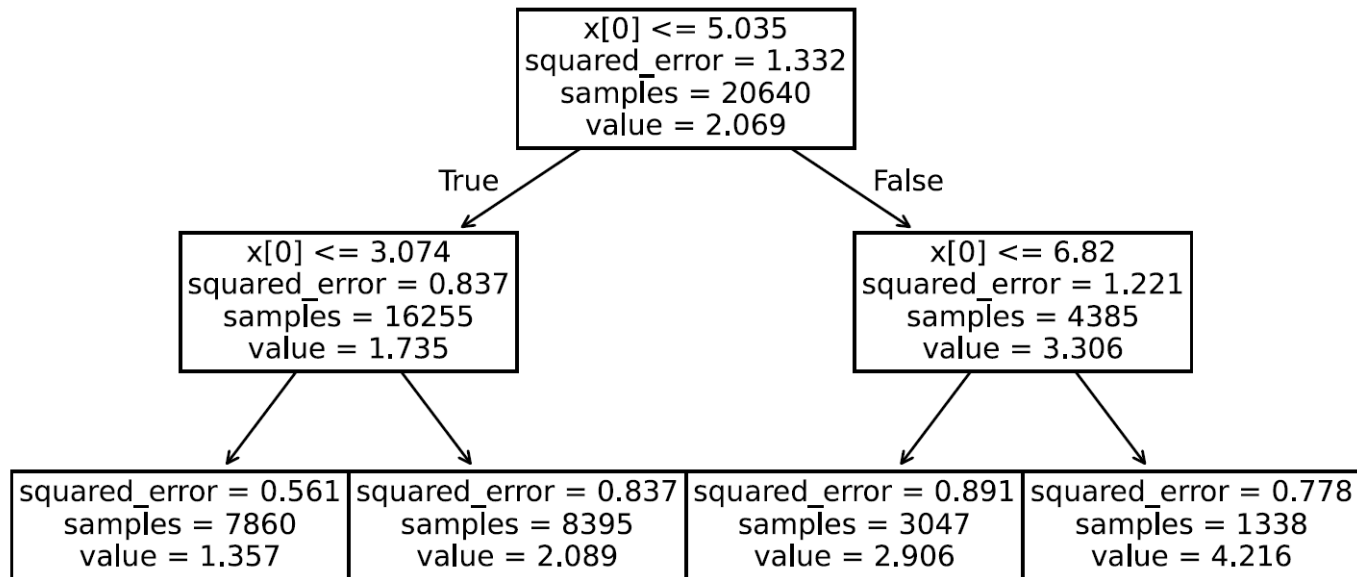 x[0] <= 5.035
squared_error = 1.332
samples = 20640
value = 2.069
True
False
x[0] <= 3.074
squared_error = 0.837
samples = 16255
value = 1.735
x[0] <= 6.82
squared_error = 1.221
samples = 4385
value = 3.306
squared_error = 0.561
samples = 7860
value = 1.357
squared_error = 0.837
samples = 8395
value = 2.089
squared_error = 0.891
samples = 3047
value = 2.906
squared_error = 0.778
samples = 1338
value = 4.216